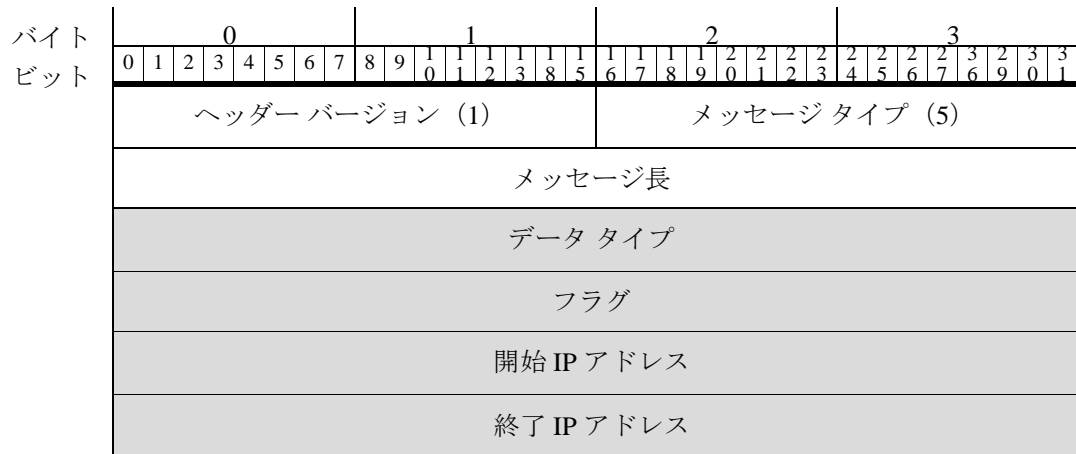 バイト 0 1 2 3
ビット 0 1 2 3 4 5 6 7 8 9 10 11 12 13 18 15 16 17 18 19 20 21 22 23 24 25 26 27 36 29 30 31
ヘッダー バージョン（1） メッセージ タイプ（5）
メッセージ長
データ タイプ
フラグ
開始 IP アドレス
終了 IP アドレス